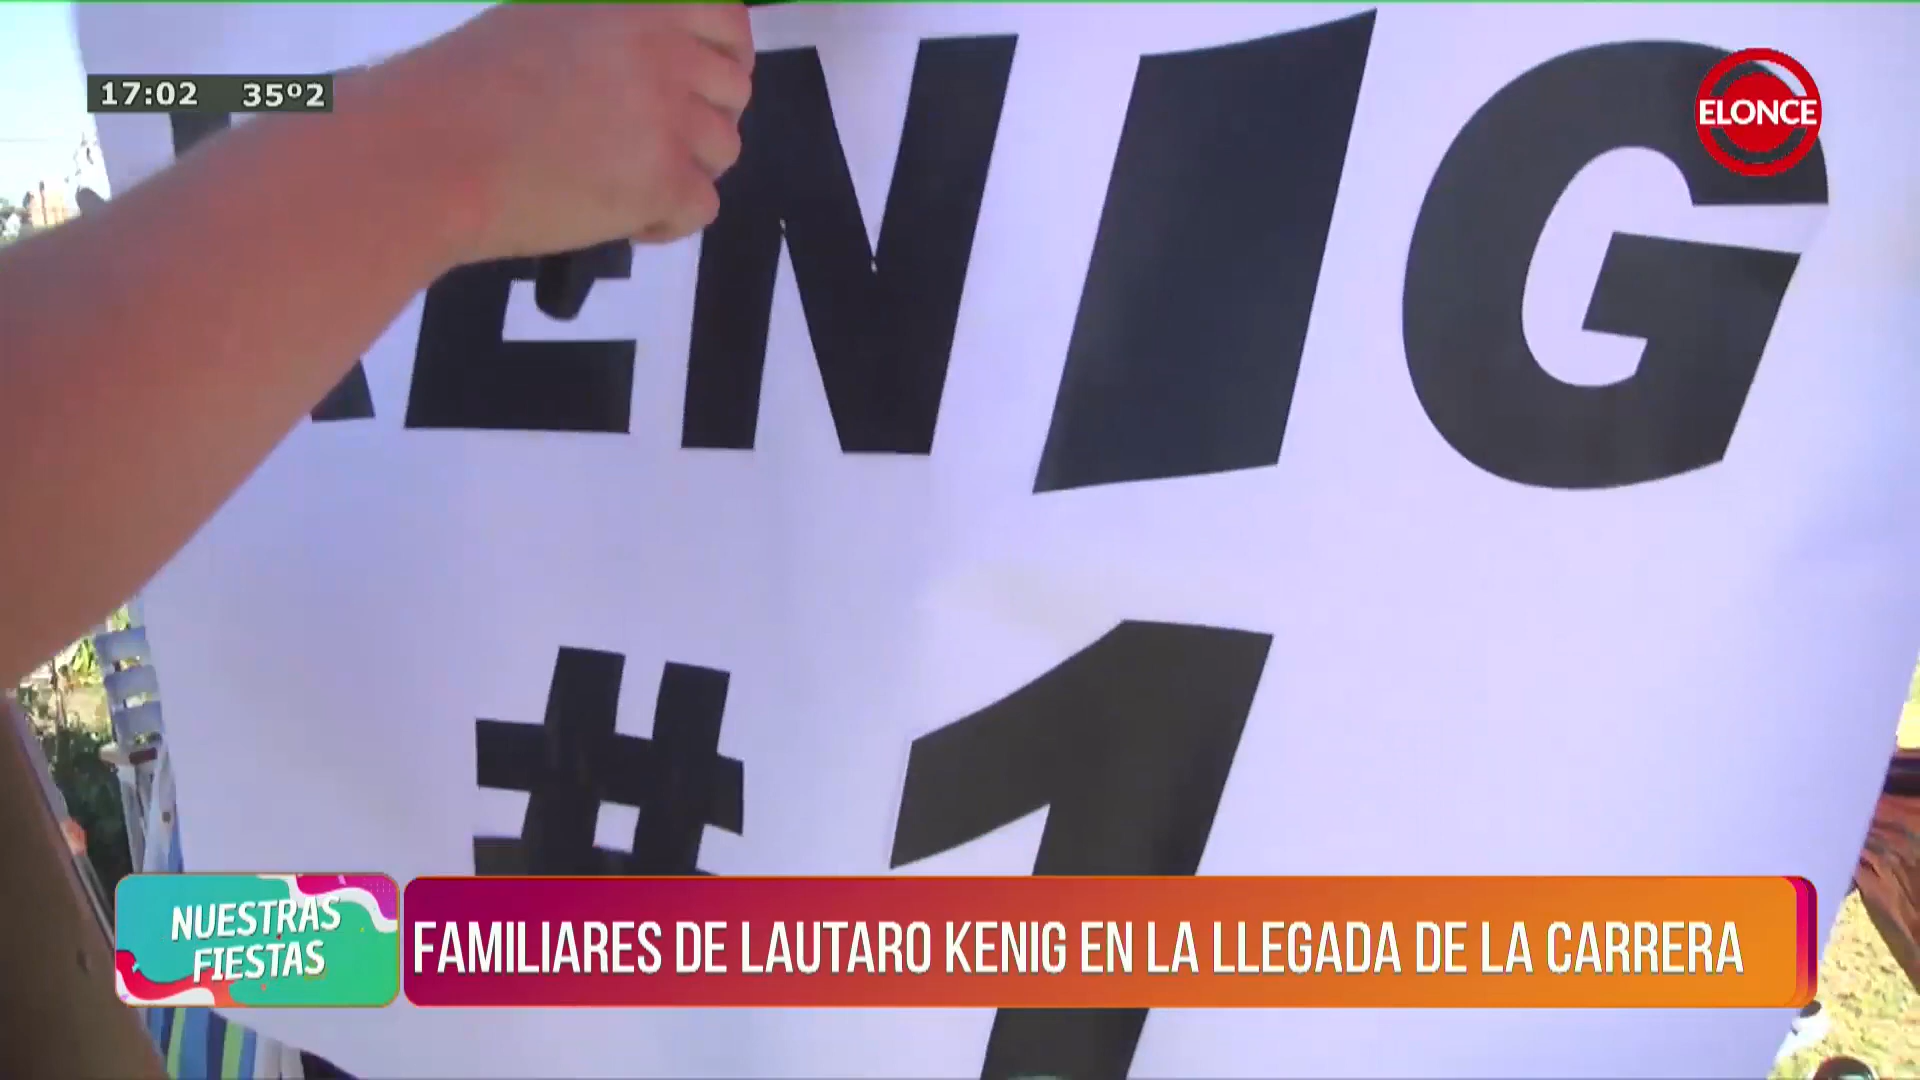 17:02 35º2
ELONCE
KENIG
#1
NUESTRAS
FIESTAS
FAMILIARES DE LAUTARO KENIG EN LA LLEGADA DE LA CARRERA